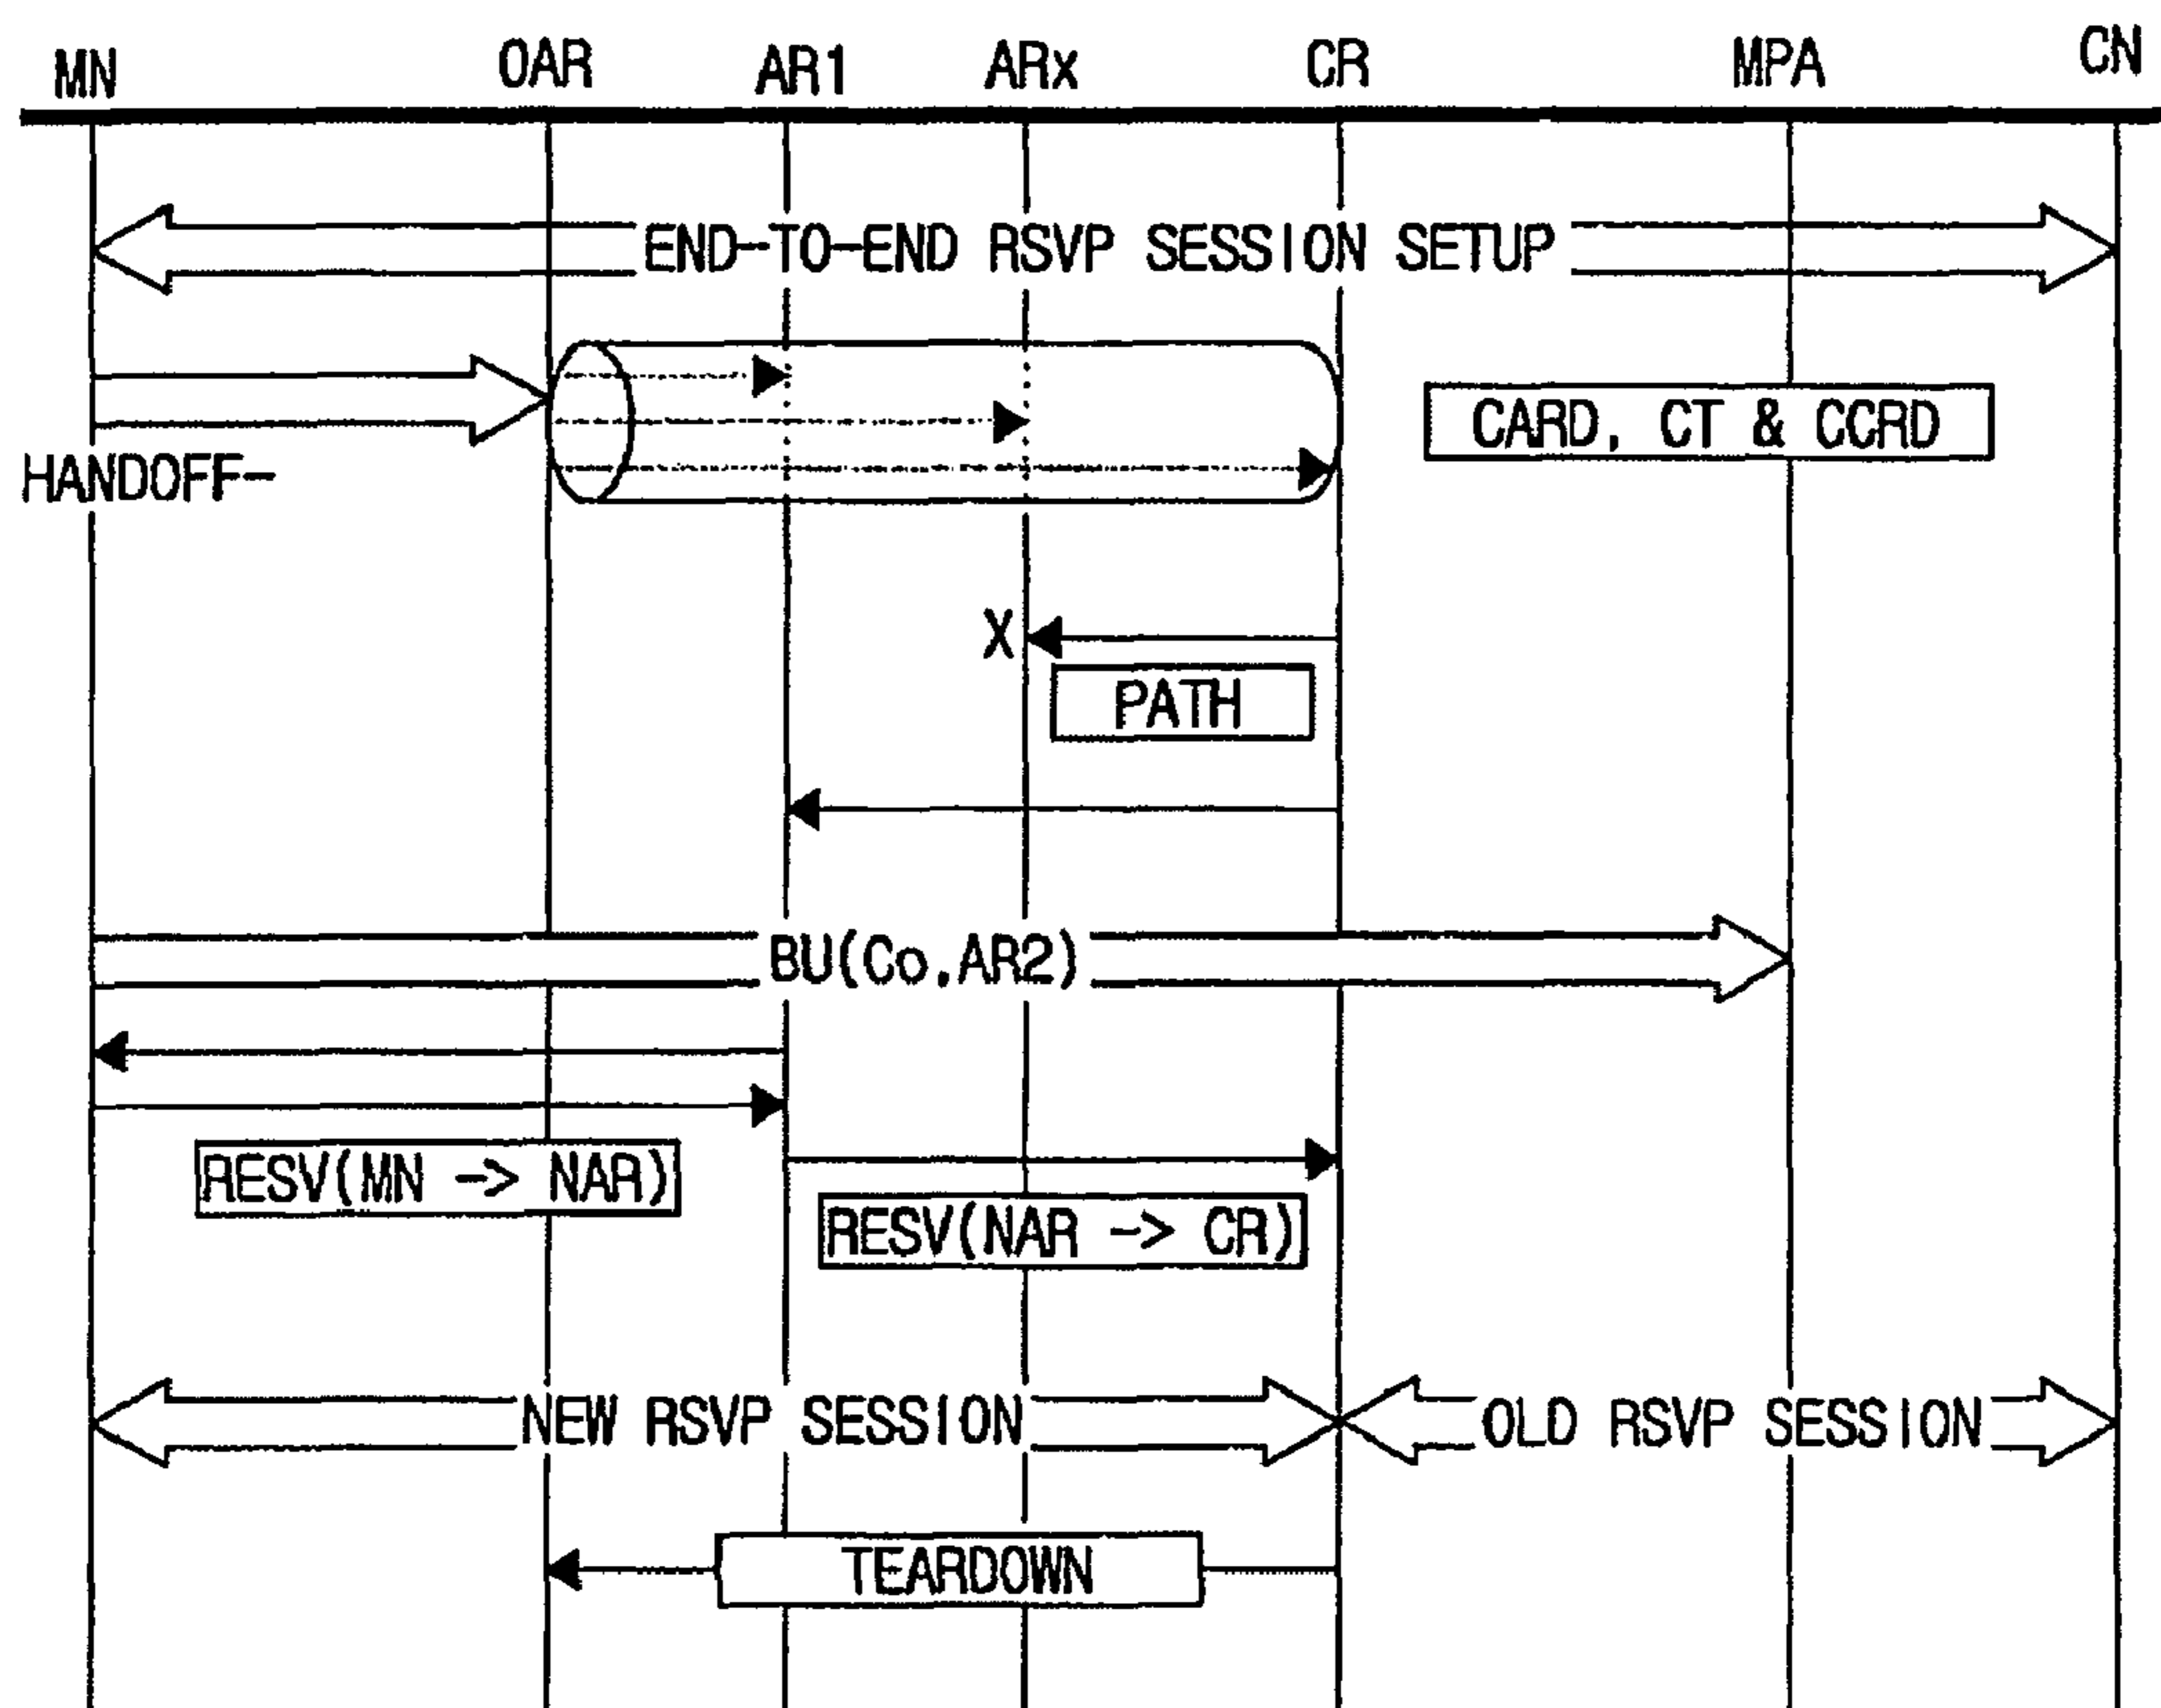 MN OAR AR1 ARx CR MPA CN
END-TO-END RSVP SESSION SETUP
CARD, CT & CCRD
HANDOFF-
X
PATH
BU(Co,AR2)
RESV(MN -> NAR)
RESV(NAR -> CR)
NEW RSVP SESSION OLD RSVP SESSION
TEARDOWN